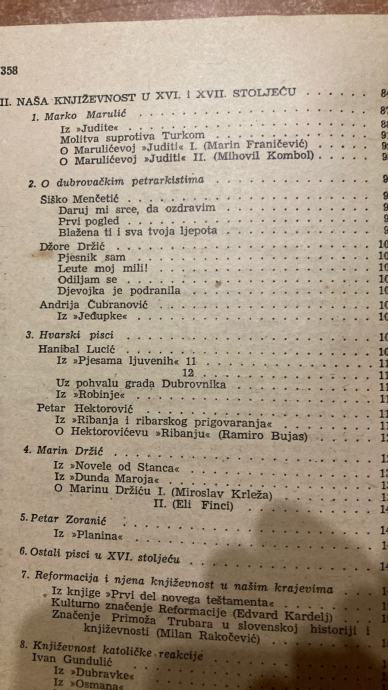 358
II. NAŠA KNJIŽEVNOST U XVI. I XVII. STOLJEĆU
1. Marko Marulić
Iz »Judite«
Molitva suprotiva Turkom
O Marulićevoj »Juditi« I. (Marin Franičević)
O Marulićevoj »Juditi« II. (Mihovil Kombol)
2. O dubrovačkim petrarkistima
Šiško Menčetić
Daruj mi srce, da ozdravim
Prvi pogled
Blažena ti i sva tvoja ljepota
Džore Držić
Pjesnik sam
Leute moj mili!
Odiljam se
Djevojka je podranila
Andrija Čubranović
Iz »Jeđupke«
3. Hvarski pisci
Hanibal Lucić
Iz »Pjesama ljuvenih« 11
12
Uz pohvalu grada Dubrovnika
Iz »Robinje«
Petar Hektorović
Iz »Ribanja i ribarskog prigovaranja«
O Hektorovićevu »Ribanju« (Ramiro Bujas)
4. Marin Držić
Iz »Novele od Stanca«
Iz »Dunda Maroja«
O Marinu Držiću I. (Miroslav Krleža)
II. (Eli Finci)
5. Petar Zoranić
Iz »Planina«
6. Ostali pisci u XVI. stoljeću
7. Reformacija i njena književnost u našim krajevima
Iz knjige »Prvi del novega teštamenta«
Kulturno značenje Reformacije (Edvard Kardelj)
Značenje Primoža Trubara u slovenskoj historiji i
književnosti (Milan Rakočević)
8. Književnost katoličke reakcije
Ivan Gundulić
Iz »Dubravke«
Iz »Osmana«